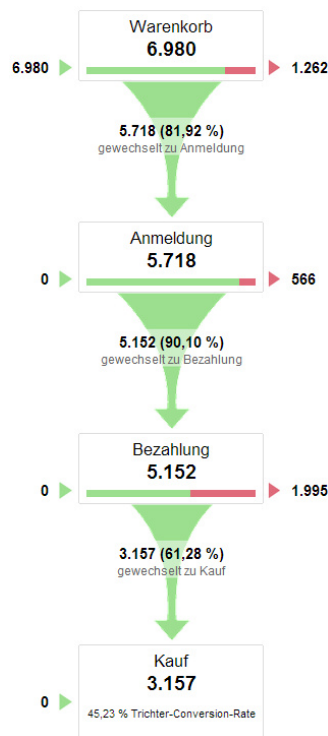 Warenkorb
6.980
6.980
1.262
5.718 (81,92 %)
gewechselt zu Anmeldung
Anmeldung
5.718
0
566
5.152 (90,10 %)
gewechselt zu Bezahlung
Bezahlung
5.152
0
1.995
3.157 (61,28 %)
gewechselt zu Kauf
Kauf
3.157
0
45,23 % Trichter-Conversion-Rate